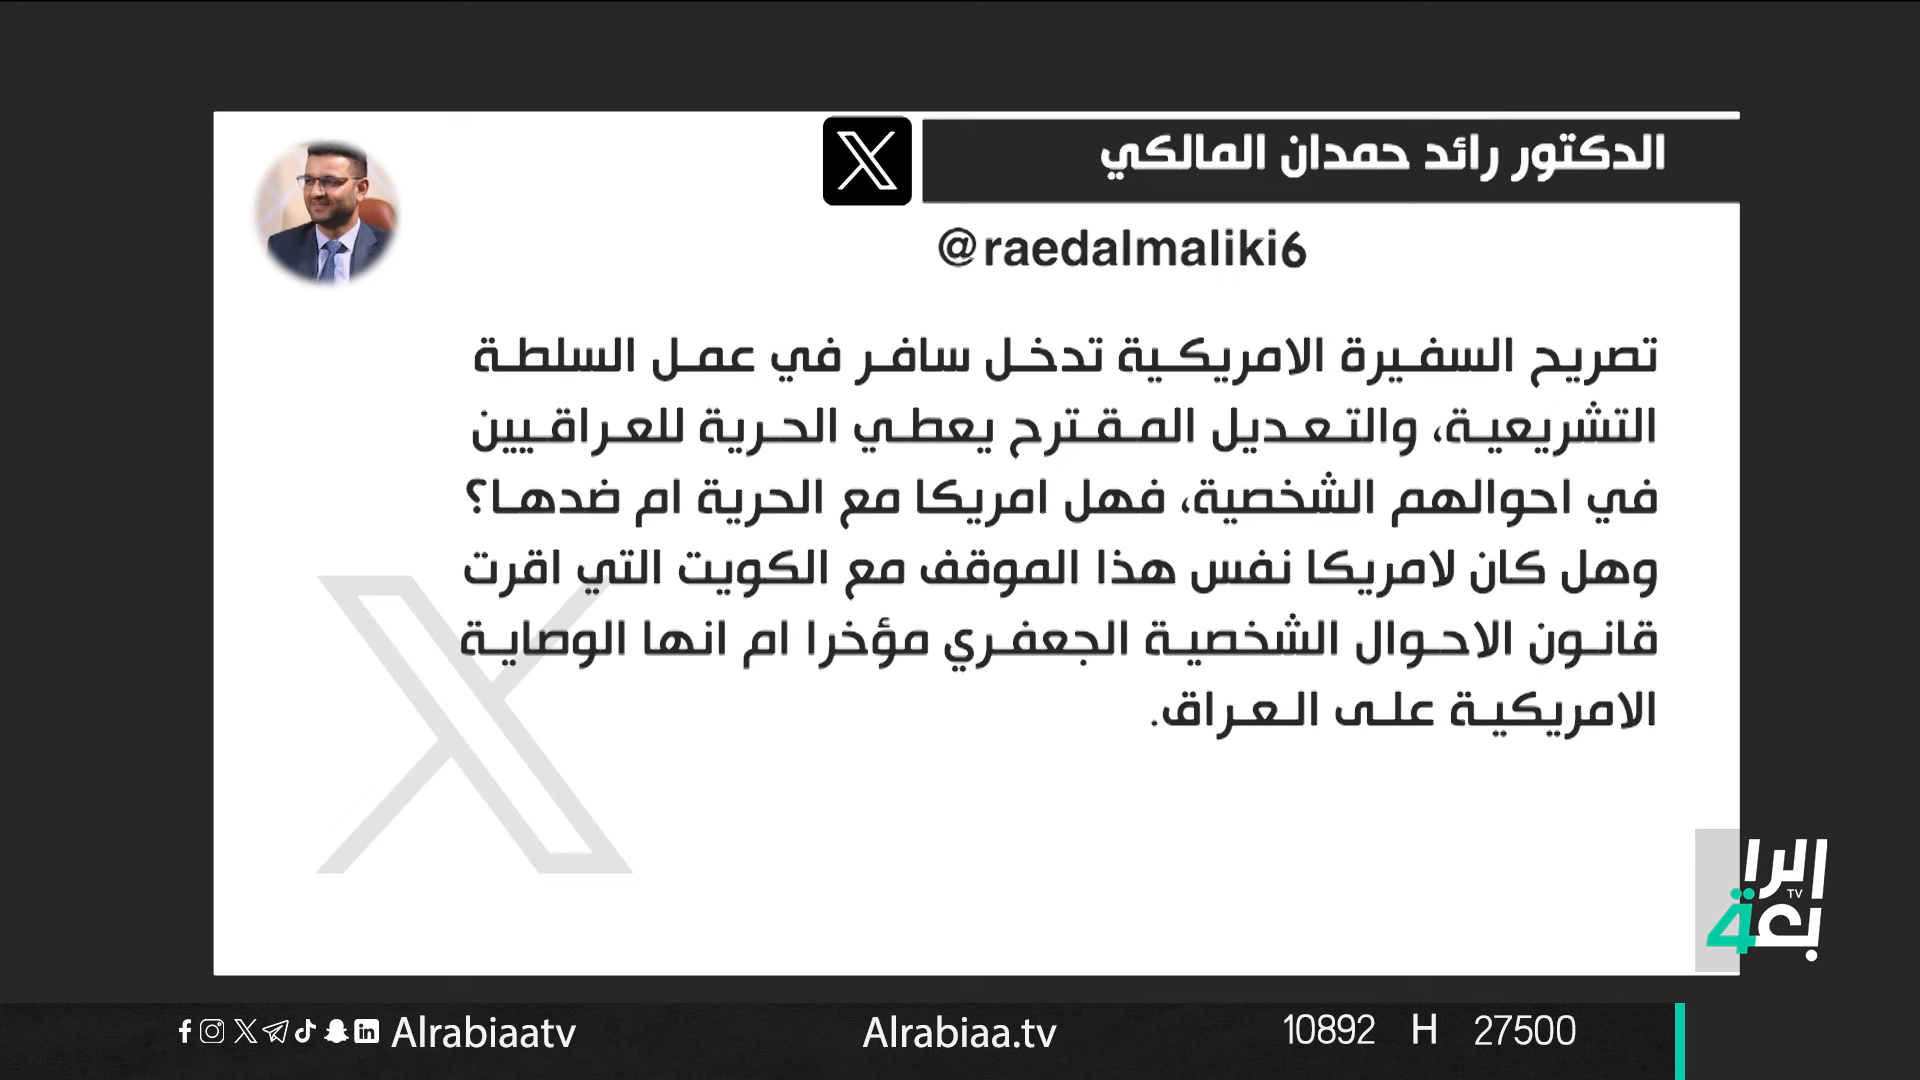 الدكتور رائد حمدان المالكي
@raedalmaliki6
تصريح السفيرة الامريكية تدخل سافر في عمل السلطة
التشريعية، والتعديل المقترح يعطي الحرية للعراقيين
في احوالهم الشخصية، فهل امريكا مع الحرية ام ضدها؟
وهل كان لامريكا نفس هذا الموقف مع الكويت التي اقرت
قانون الاحوال الشخصية الجعفري مؤخرا ام انها الوصاية
الامريكية على العراق.
الرا
TV
بعة
Alrabiaatv Alrabiaa.tv 10892 H 27500